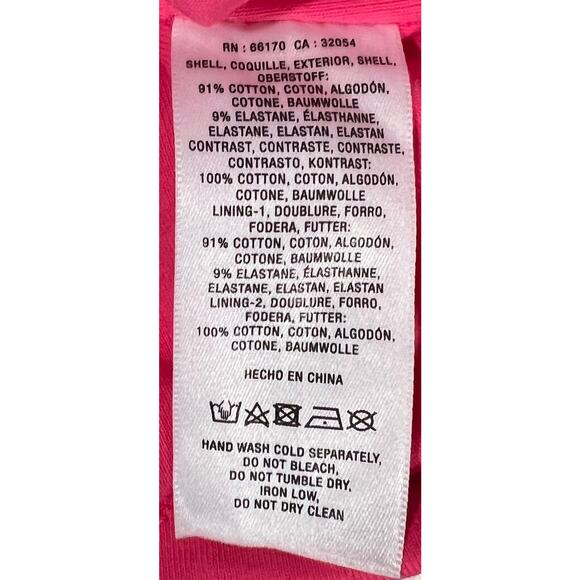 RN : 66170 CA : 32054
SHELL, COQUILLE, EXTERIOR, SHELL,
OBERSTOFF:
91% COTTON, COTON, ALGODÓN,
COTONE, BAUMWOLLE
9% ELASTANE, ÉLASTHANNE,
ELASTANE, ELASTAN, ELASTAN
CONTRAST, CONTRASTE, CONTRASTE,
CONTRASTO, KONTRAST:
100% COTTON, COTON, ALGODÓN,
COTONE, BAUMWOLLE
LINING-1, DOUBLURE, FORRO,
FODERA, FUTTER:
91% COTTON, COTON, ALGODÓN,
COTONE, BAUMWOLLE
9% ELASTANE, ÉLASTHANNE,
ELASTANE, ELASTAN, ELASTAN
LINING-2, DOUBLURE, FORRO,
FODERA, FUTTER:
100% COTTON, COTON, ALGODÓN,
COTONE, BAUMWOLLE
HECHO EN CHINA
HAND WASH COLD SEPARATELY,
DO NOT BLEACH,
DO NOT TUMBLE DRY,
IRON LOW,
DO NOT DRY CLEAN